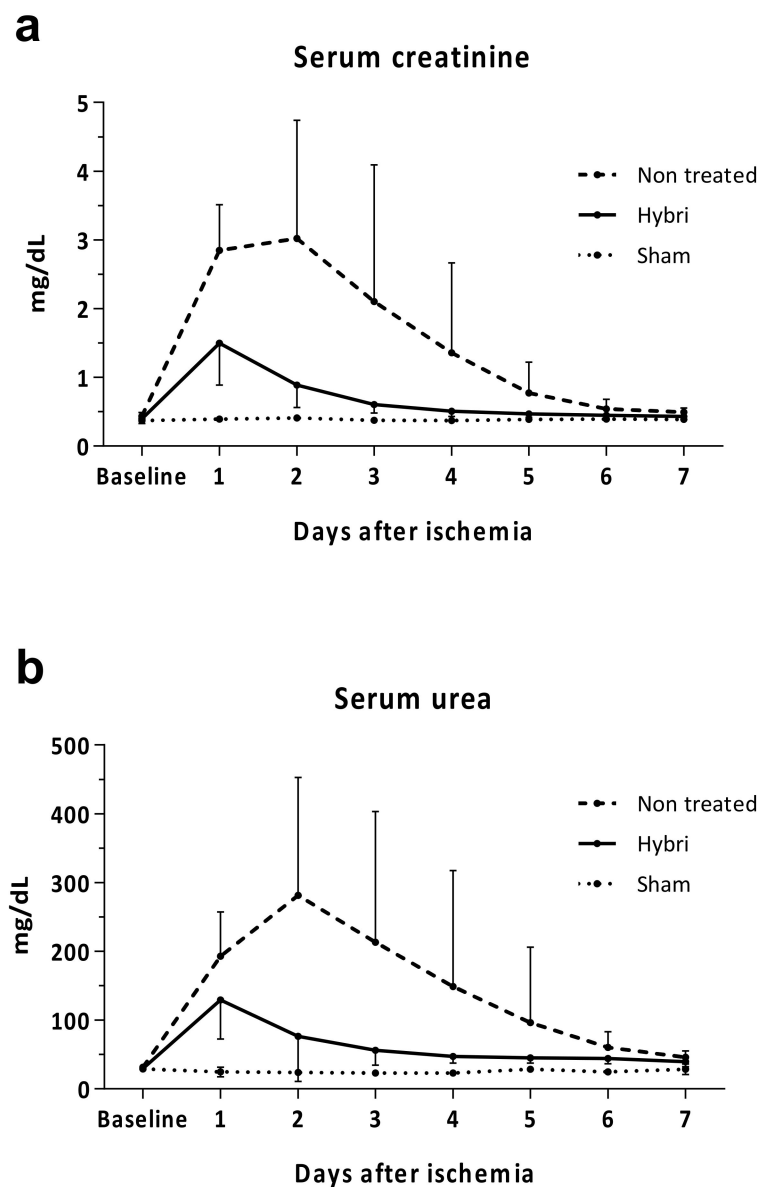 a
Serum creatinine
5
4
3
2
1
0
mg/dL
Non treated
Hybri
Sham
Baseline 1 2 3 4 5 6 7
Days after ischemia
b
Serum urea
500
400
300
200
100
0
mg/dL
Non treated
Hybri
Sham
Baseline 1 2 3 4 5 6 7
Days after ischemia